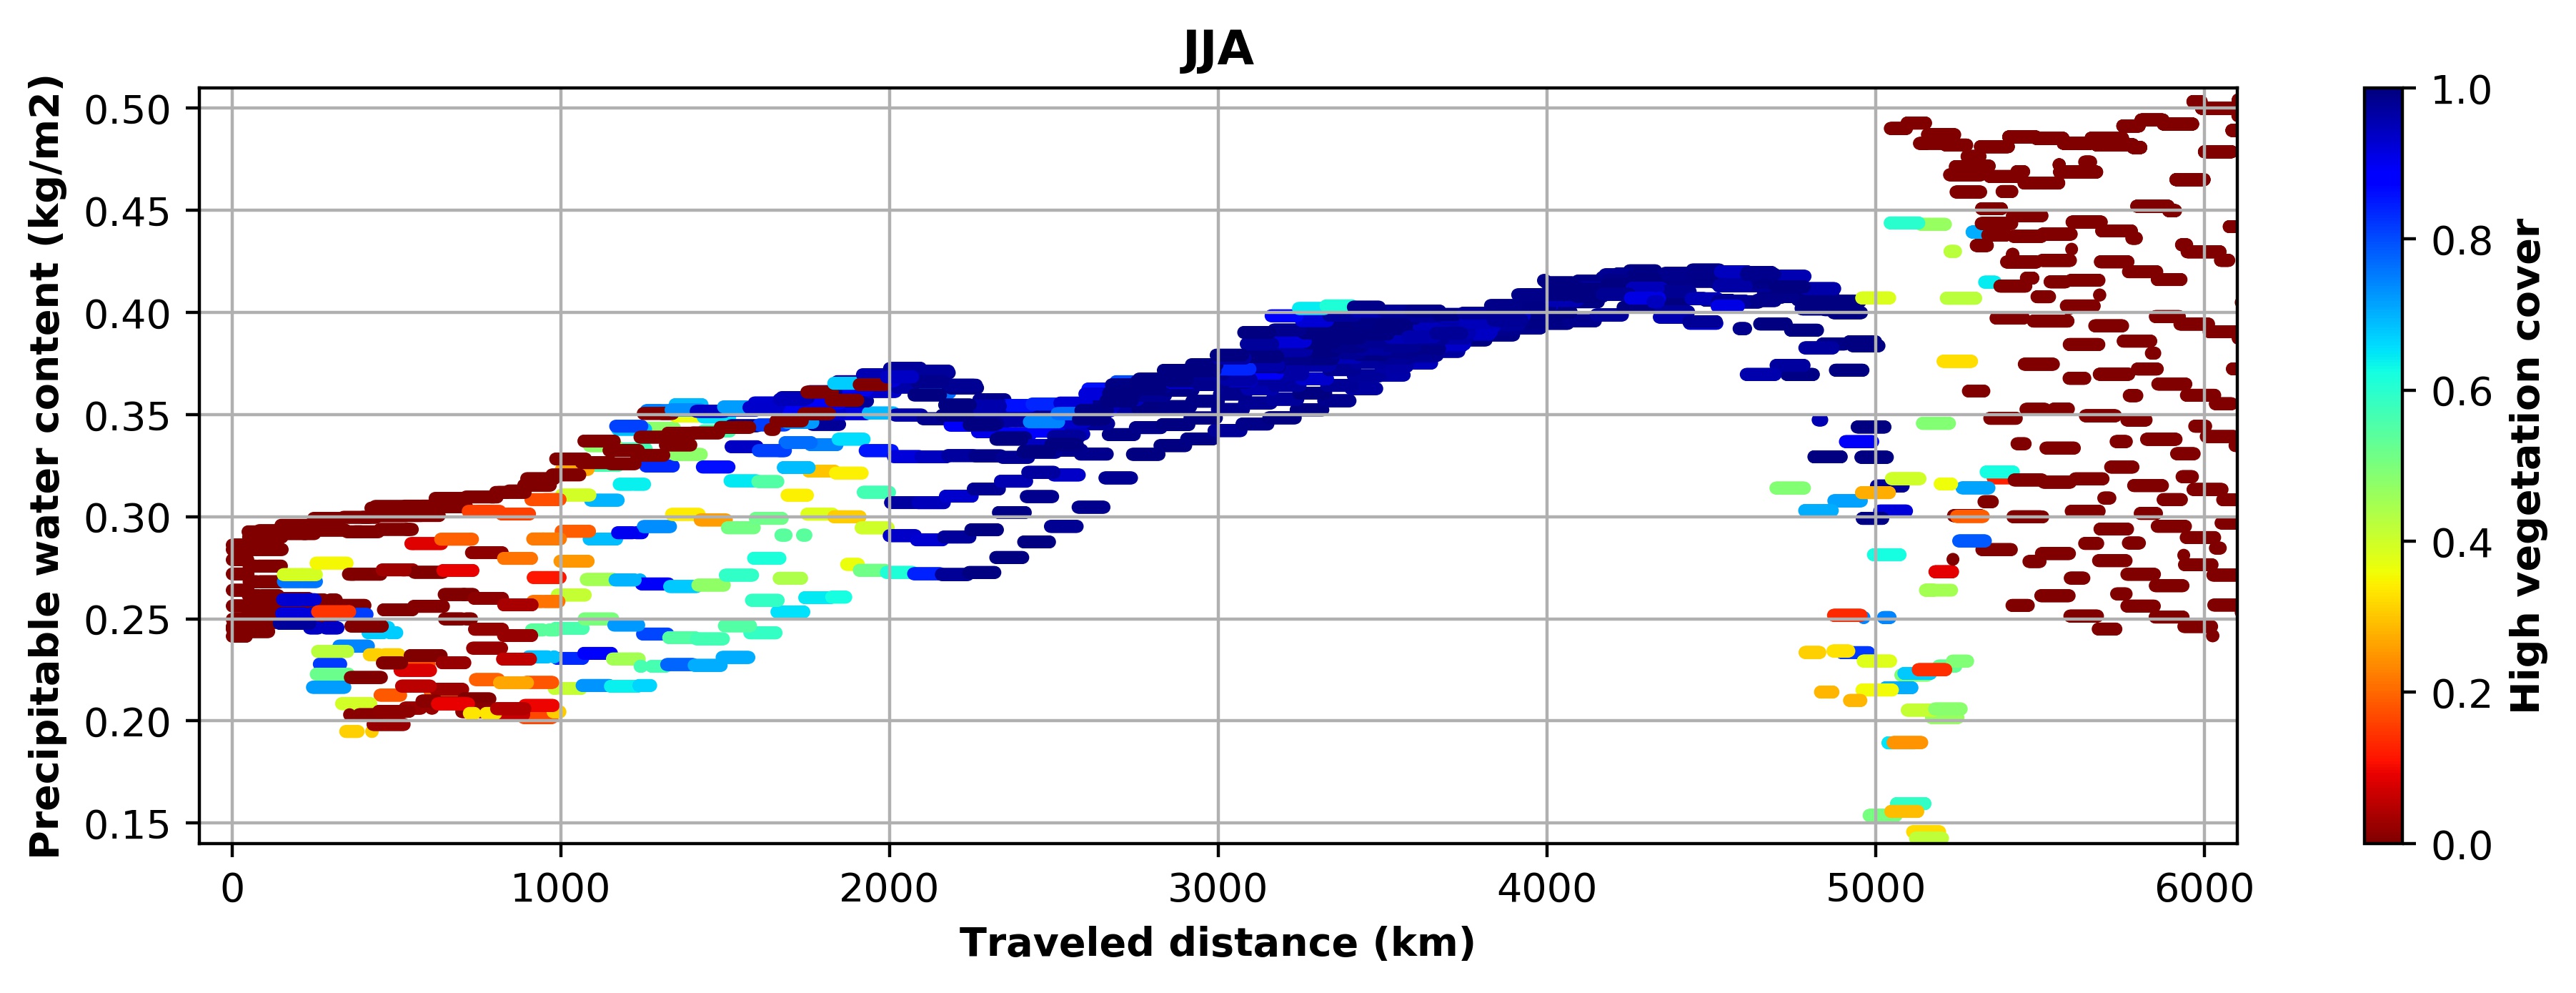 JJA
Precipitable water content (kg/m2)
0.50
0.45
0.40
0.35
0.30
0.25
0.20
0.15
0 1000 2000 3000 4000 5000 6000
Traveled distance (km)
1.0
0.8
0.6
0.4
0.2
0.0
High vegetation cover